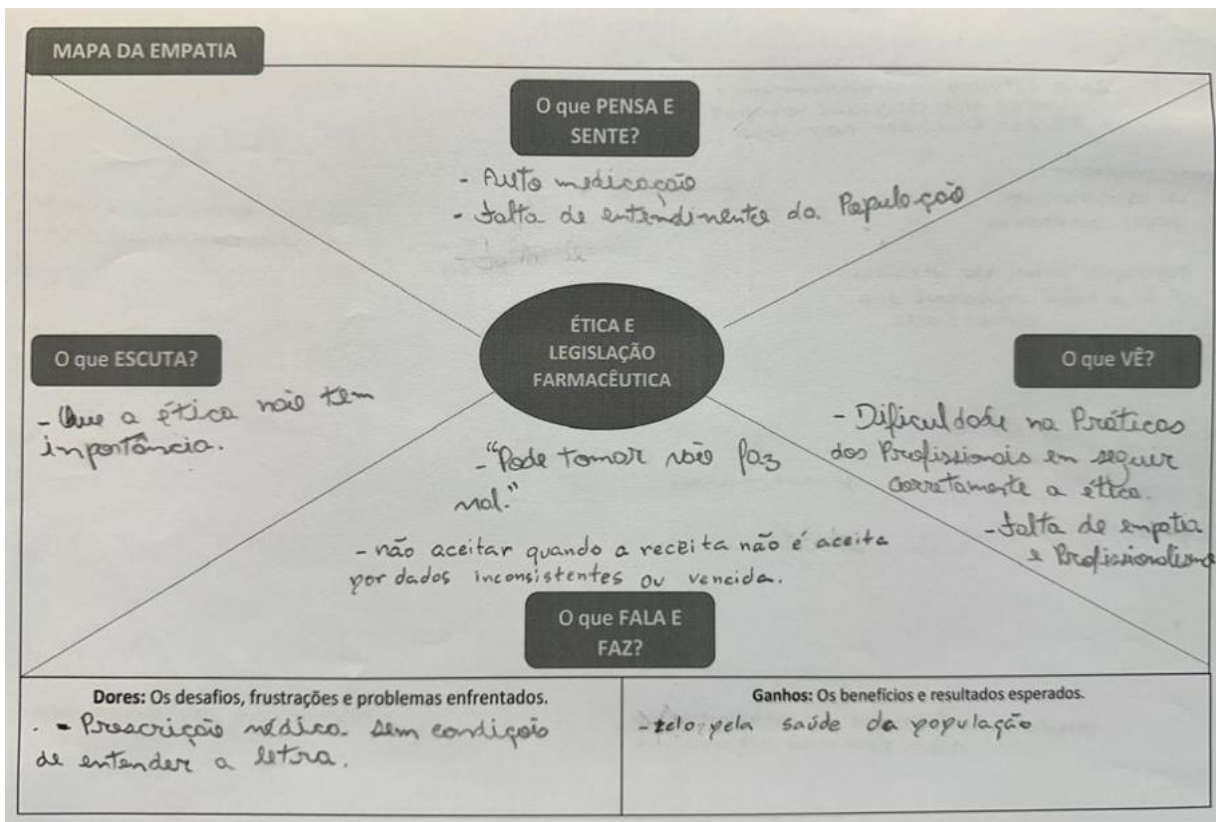 MAPA DA EMPATIA
O que PENSA E
SENTE?
- Auto medicação
- Falta de entendimente da População
- Falta de
ÉTICA E
LEGISLAÇÃO
FARMACÊUTICA
O que ESCUTA?
- Que a ética não tem
inportância.
O que VÊ?
- Dificuldade na Práticas
dos Profissionais em seguir
corretamente a ética.
- Falta de empatia
e Profissionalismo
- "Pode tomar não faz
mal."
- não aceitar quando a receita não é aceita
por dados inconsistentes ou vencida.
O que FALA E
FAZ?
Dores: Os desafios, frustrações e problemas enfrentados.
- Prescrição médica sem condição
de entender a letra.
Ganhos: Os benefícios e resultados esperados.
- zelo pela saúde da população